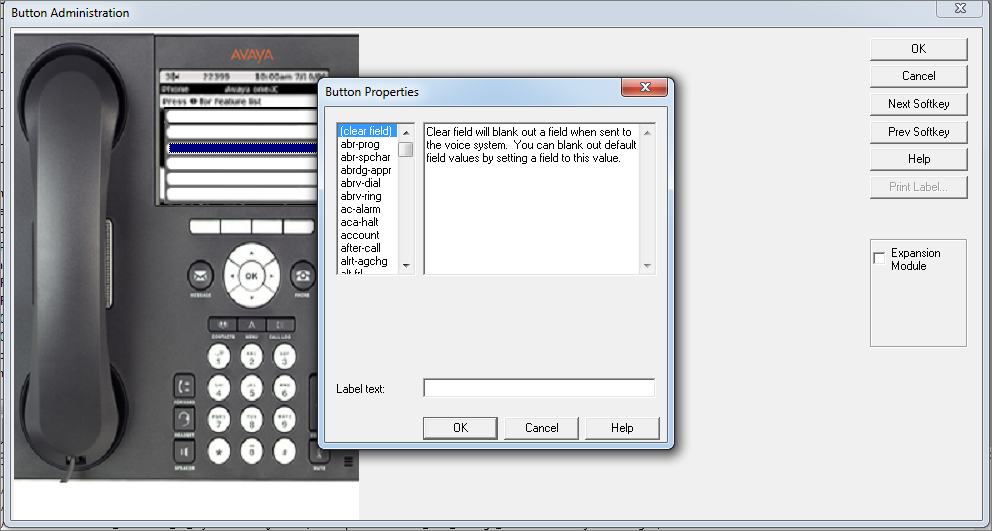 Button Administration
AVAYA
22399 10:00am 7/10/0
Phone Avaya one-X
Press for feature list
OK
MESSAGE
PHONE
CONTACTS MENU CALL LOG
1 2 3
4 5 6
7 8 9
* 0 #
FORWARD
HEADSET
SPEAKER
MUTE
Button Properties
(clear field)
abr-prog
abr-spchar
abrdg-appr
abrv-dial
abrv-ring
ac-alarm
aca-halt
account
after-call
alrt-agchg
Clear field will blank out a field when sent to
the voice system. You can blank out default
field values by setting a field to this value.
Label text:
OK Cancel Help
OK
Cancel
Next Softkey
Prev Softkey
Help
Print Label...
Expansion
Module